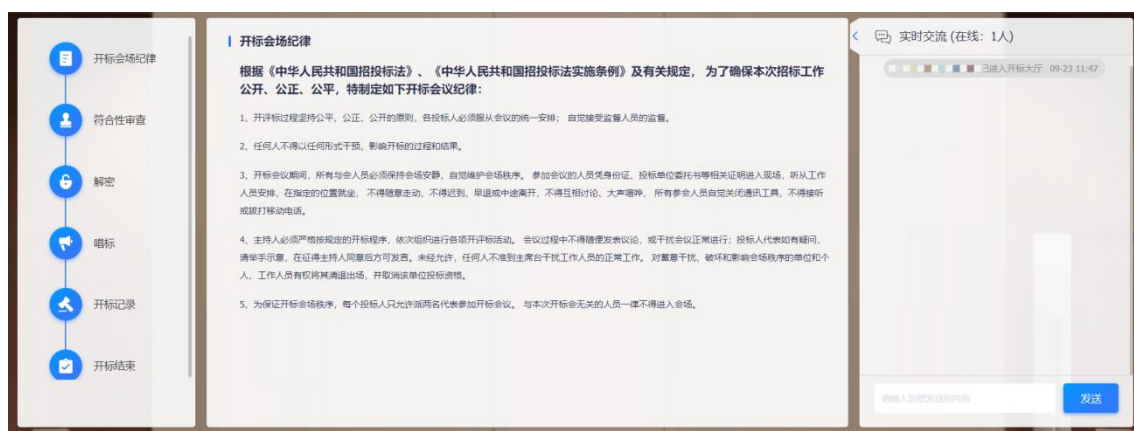 开标会场纪律
符合性审查
解密
唱标
开标记录
开标结束
开标会场纪律
根据《中华人民共和国招投标法》、《中华人民共和国招投标法实施条例》及有关规定， 为了确保本次招标工作
公开、公正、公平，特制定如下开标会议纪律：
1、开评标过程坚持公平、公正、公开的原则，各投标人必须服从会议的统一安排； 自觉接受监督人员的监督。
2、任何人不得以任何形式干预、影响开标的过程和结果。
3、开标会议期间，所有与会人员必须保持会场安静，自觉维护会场秩序。 参加会议的人员凭身份证、投标单位委托书等相关证明进入现场，听从工作
人员安排，在指定的位置就坐， 不得随意走动、不得迟到、早退或中途离开，不得互相讨论、大声喧哗， 所有参会人员自觉关闭通讯工具，不得接听
或拨打移动电话。
4、主持人必须严格按规定的开标程序，依次组织进行各项开评标活动。 会议过程中不得随便发表议论，或干扰会议正常进行；投标人代表如有疑问，
请举手示意，在征得主持人同意后方可发言。未经允许，任何人不准到主席台干扰工作人员的正常工作。 对蓄意干扰、破坏和影响会场秩序的单位和个
人，工作人员有权将其清退出场，并取消该单位投标资格。
5、为保证开标会场秩序，每个投标人只允许派两名代表参加开标会议。 与本次开标会无关的人员一律不得进入会场。
实时交流 (在线：1人)
已进入开标大厅 09-23 11:47
请输入您想发送的内容
发送